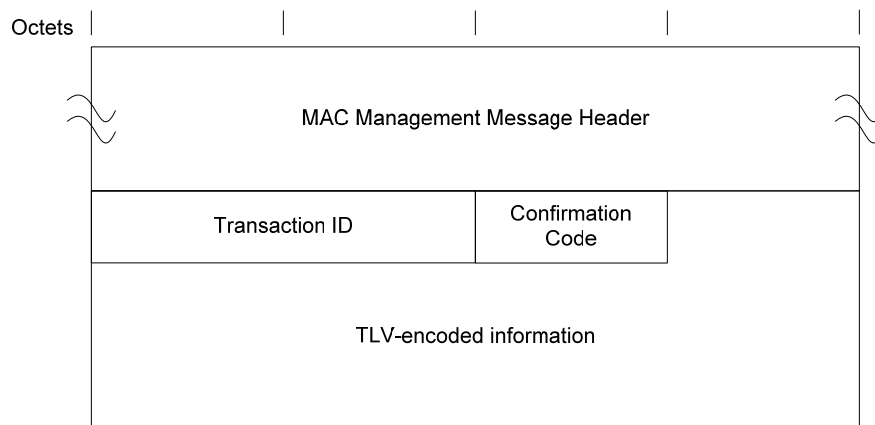 Octets
MAC Management Message Header
Transaction ID
Confirmation
Code
TLV-encoded information